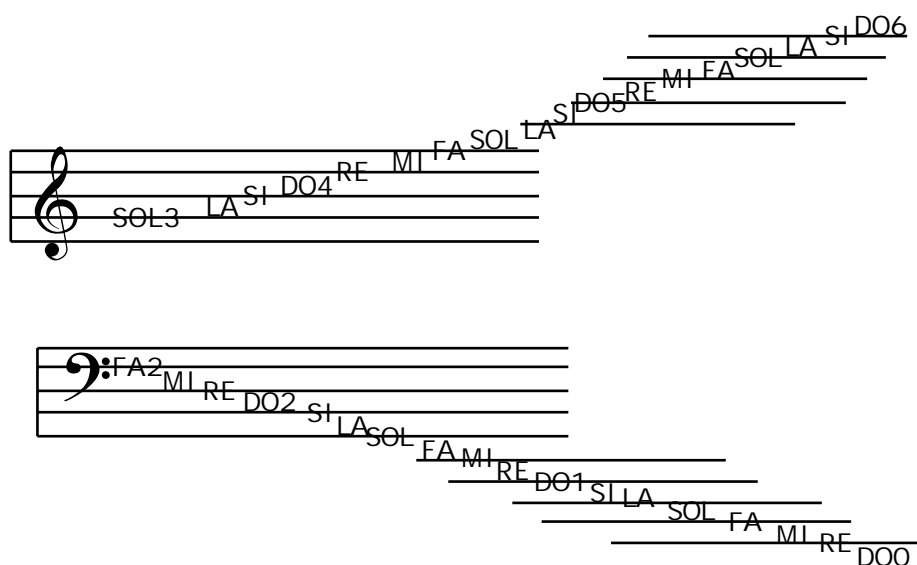 SOL3 LA SI DO4 RE MI FA SOL LA SI DO5 RE MI FA SOL LA SI DO6
FA2 MI RE DO2 SI LA SOL FA MI RE DO1 SI LA SOL FA MI RE DO0